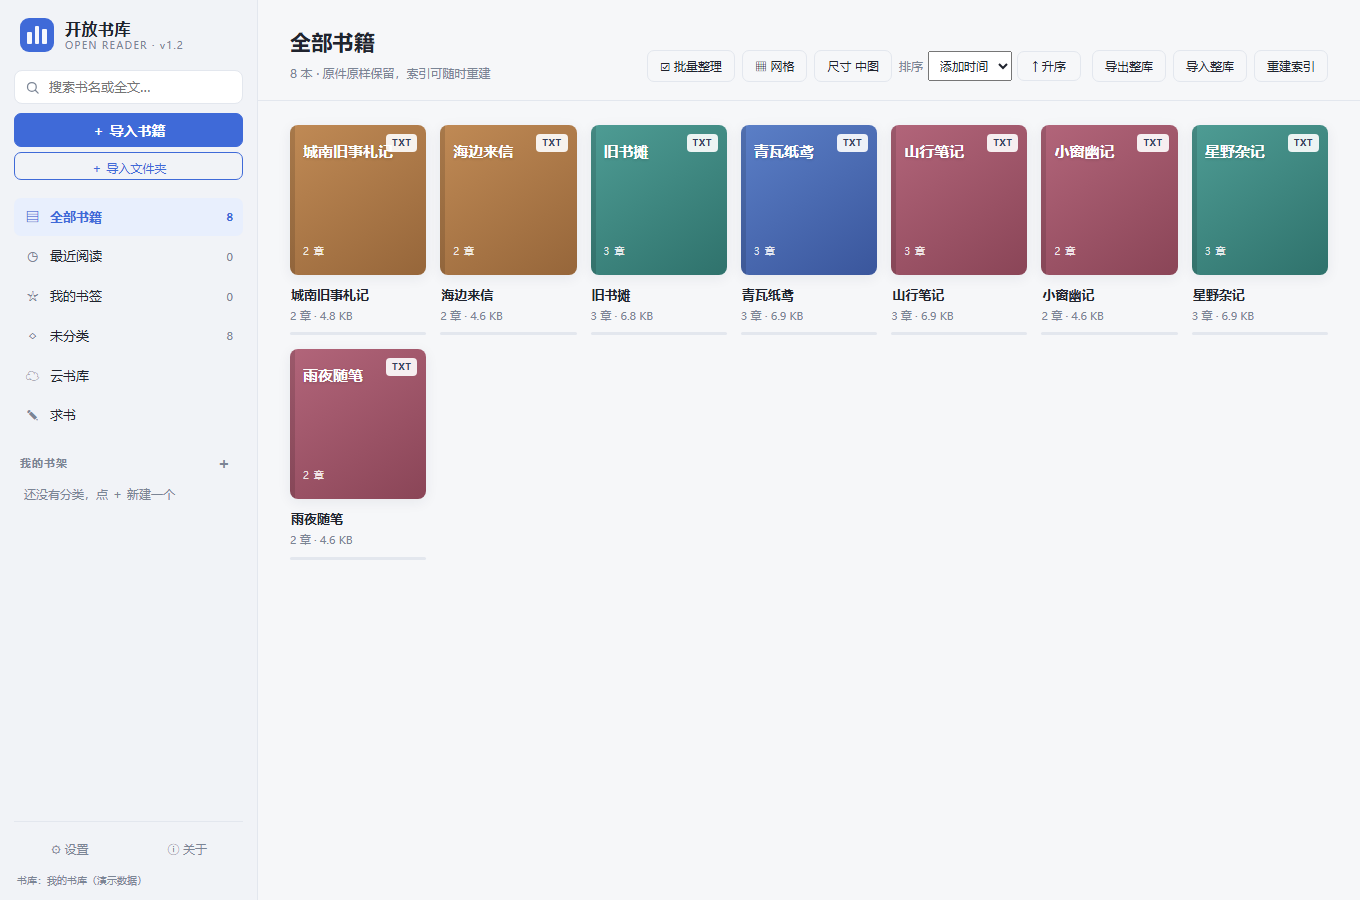 开放书库
OPEN READER · v1.2
搜索书名或全文...
+ 导入书籍
+ 导入文件夹
全部书籍 8
最近阅读 0
我的书签 0
未分类 8
云书库
求书
我的书架 +
还没有分类，点 + 新建一个
设置
关于
书库：我的书库（演示数据）
全部书籍
8 本 · 原件原样保留，索引可随时重建
批量整理
网格
尺寸 中图
排序
添加时间
↑ 升序
导出整库
导入整库
重建索引
城南旧事札记
TXT
2 章
城南旧事札记
2 章 · 4.8 KB
海边来信
TXT
2 章
海边来信
2 章 · 4.6 KB
旧书摊
TXT
3 章
旧书摊
3 章 · 6.8 KB
青瓦纸鸢
TXT
3 章
青瓦纸鸢
3 章 · 6.9 KB
山行笔记
TXT
3 章
山行笔记
3 章 · 6.9 KB
小窗幽记
TXT
2 章
小窗幽记
2 章 · 4.6 KB
星野杂记
TXT
3 章
星野杂记
3 章 · 6.9 KB
雨夜随笔
TXT
2 章
雨夜随笔
2 章 · 4.6 KB